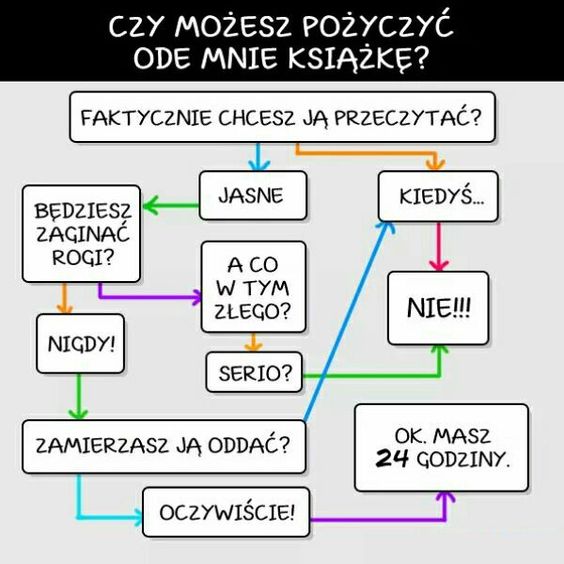 CZY MOŻESZ POŻYCZYĆ
ODE MNIE KSIĄŻKĘ?
FAKTYCZNIE CHCESZ JĄ PRZECZYTAĆ?
JASNE
KIEDYŚ...
BĘDZIESZ
ZAGINAĆ
ROGI?
A CO
W TYM
ZŁEGO?
NIE!!!
NIGDY!
SERIO?
ZAMIERZASZ JĄ ODDAĆ?
OK. MASZ
24 GODZINY.
OCZYWIŚCIE!